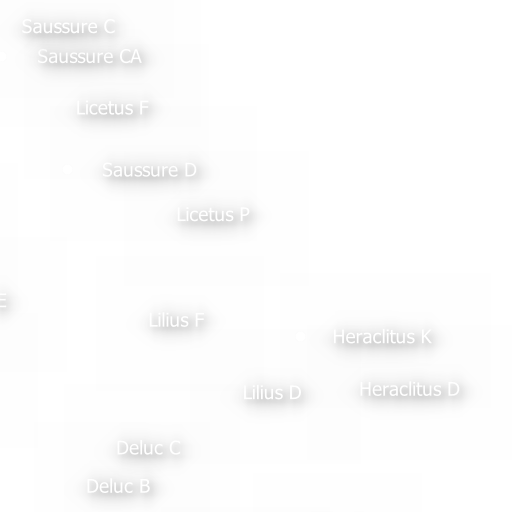 Saussure C
Saussure CA
Licetus F
Saussure D
Licetus P
E
Lilius F
Heraclitus K
Heraclitus D
Lilius D
Deluc C
Deluc B